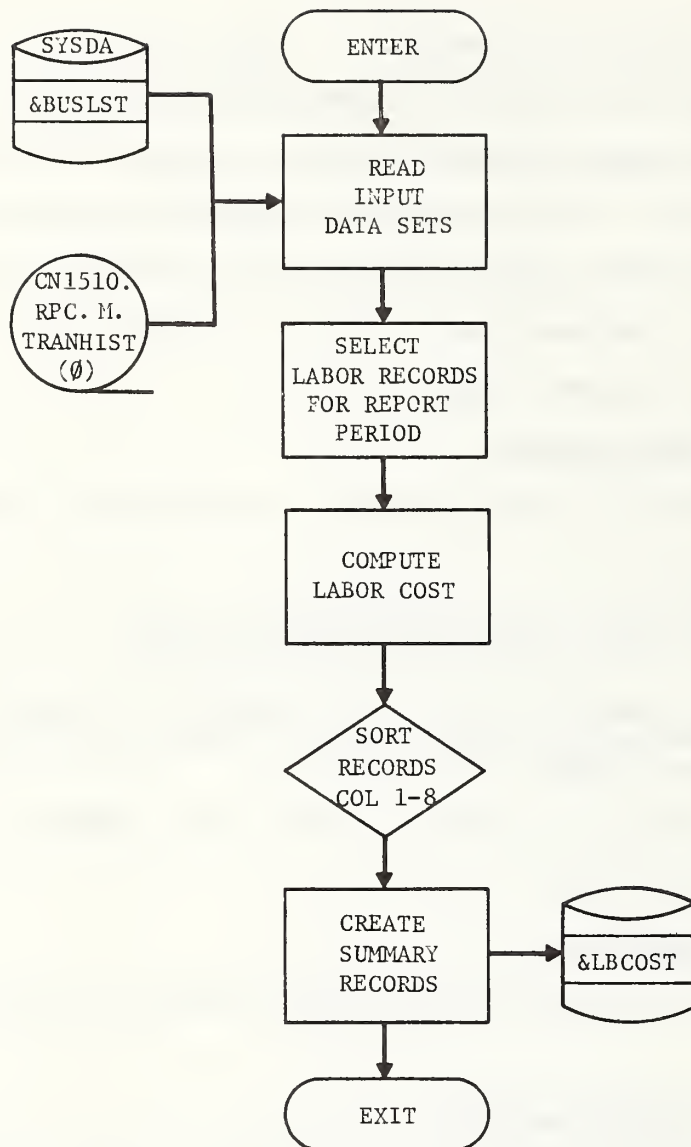 SYSDA
&BUSLST
ENTER
READ
INPUT
DATA SETS
CN1510.
RPC. M.
TRANHIST
(Ø)
SELECT
LABOR RECORDS
FOR REPORT
PERIOD
COMPUTE
LABOR COST
SORT
RECORDS
COL 1-8
CREATE
SUMMARY
RECORDS
&LBCOST
EXIT